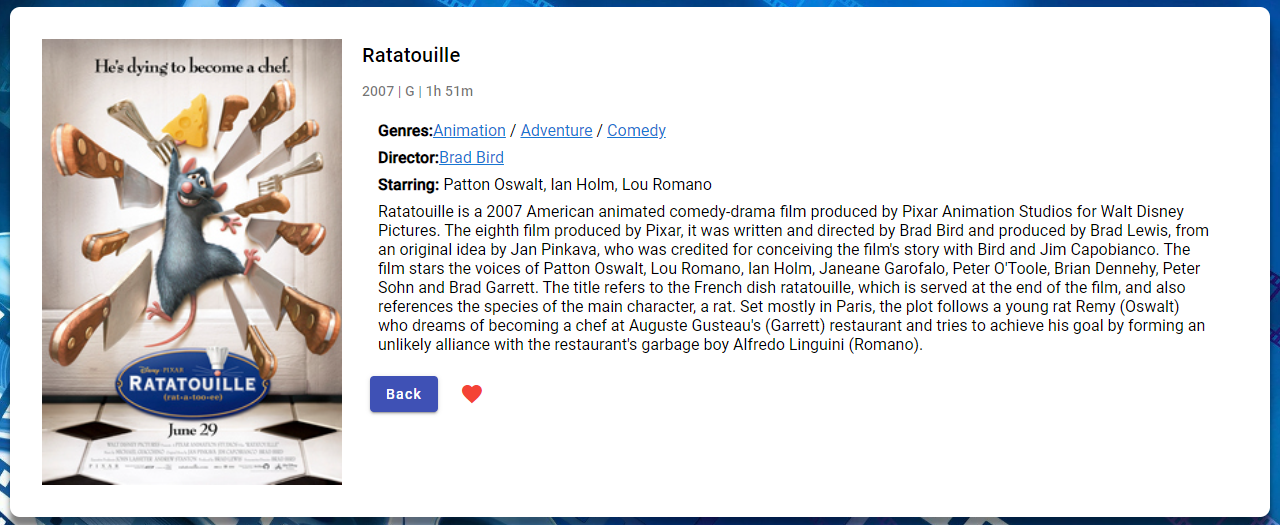 He's dying to become a chef.
Disney PIXAR
RATATOUILLE
(rat·a·too·ee)
June 29
PIXAR
Ratatouille
2007 | G | 1h 51m
Genres:Animation / Adventure / Comedy
Director:Brad Bird
Starring: Patton Oswalt, Ian Holm, Lou Romano
Ratatouille is a 2007 American animated comedy-drama film produced by Pixar Animation Studios for Walt Disney
Pictures. The eighth film produced by Pixar, it was written and directed by Brad Bird and produced by Brad Lewis, from
an original idea by Jan Pinkava, who was credited for conceiving the film's story with Bird and Jim Capobianco. The
film stars the voices of Patton Oswalt, Lou Romano, Ian Holm, Janeane Garofalo, Peter O'Toole, Brian Dennehy, Peter
Sohn and Brad Garrett. The title refers to the French dish ratatouille, which is served at the end of the film, and also
references the species of the main character, a rat. Set mostly in Paris, the plot follows a young rat Remy (Oswalt)
who dreams of becoming a chef at Auguste Gusteau's (Garrett) restaurant and tries to achieve his goal by forming an
unlikely alliance with the restaurant's garbage boy Alfredo Linguini (Romano).
Back